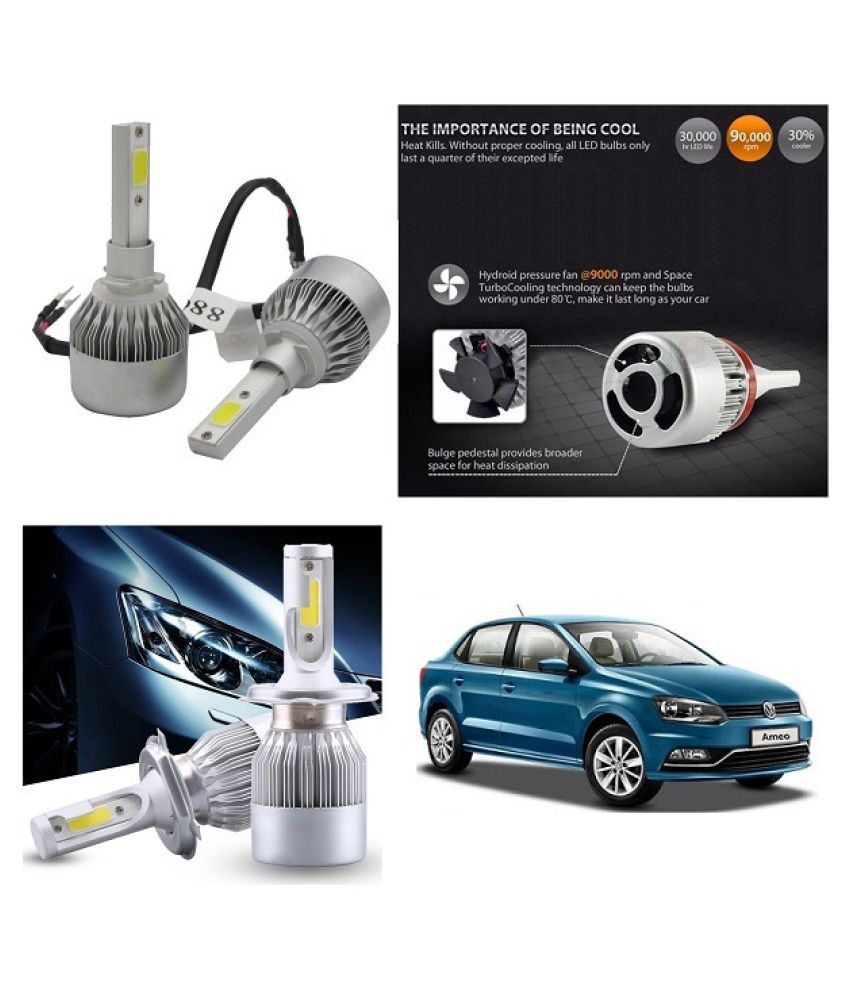 THE IMPORTANCE OF BEING COOL
Heat Kills. Without proper cooling, all LED bulbs only
last a quarter of their excepted life
30,000
hr LED life
90,000
rpm
30%
cooler
Hydroid pressure fan @9000 rpm and Space
TurboCooling technology can keep the bulbs
working under 80℃, make it last long as your car
Bulge pedestal provides broader
space for heat dissipation
88
Ameo